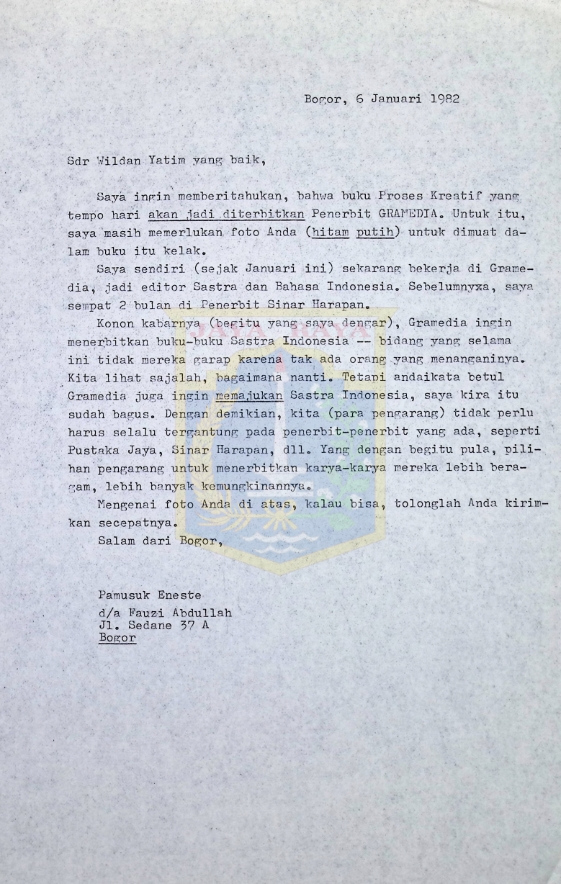 Bogor, 6 Januari 1982
Sdr Wildan Yatim yang baik,
Saya ingin memberitahukan, bahwa buku Proses Kreatif yang
tempo hari akan jadi diterbitkan Penerbit GRAMEDIA. Untuk itu,
saya masih memerlukan foto Anda (hitam putih) untuk dimuat da-
lam buku itu kelak.
Saya sendiri (sejak Januari ini) sekarang bekerja di Grame-
dia, jadi editor Sastra dan Bahasa Indonesia. Sebelumnyxa, saya
sempat 2 bulan di Penerbit Sinar Harapan.
JAYA RAYA
Konon kabarnya (begitu yang saya dengar), Gramedia ingin
menerbitkan buku-buku Sastra Indonesia -- bidang yang selama
ini tidak mereka garap karena tak ada orang yang menanganinya.
Kita lihat sajalah, bagaimana nanti. Tetapi andaikata betul
Gramedia juga ingin memajukan Sastra Indonesia, saya kira itu
sudah bagus. Dengan demikian, kita (para pengarang) tidak perlu
harus selalu tergantung pada penerbit-penerbit yang ada, seperti
Pustaka Jaya, Sinar Harapan, dll. Yang dengan begitu pula, pili-
han pengarang untuk menerbitkan karya-karya mereka lebih bera-
gam, lebih banyak kemungkinannya.
Mengenai foto Anda di atas, kalau bisa, tolonglah Anda kirim-
kan secepatnya.
Salam dari Bogor,
Pamusuk Eneste
d/a Fauzi Abdullah
Jl. Sedane 37 A
Bogor